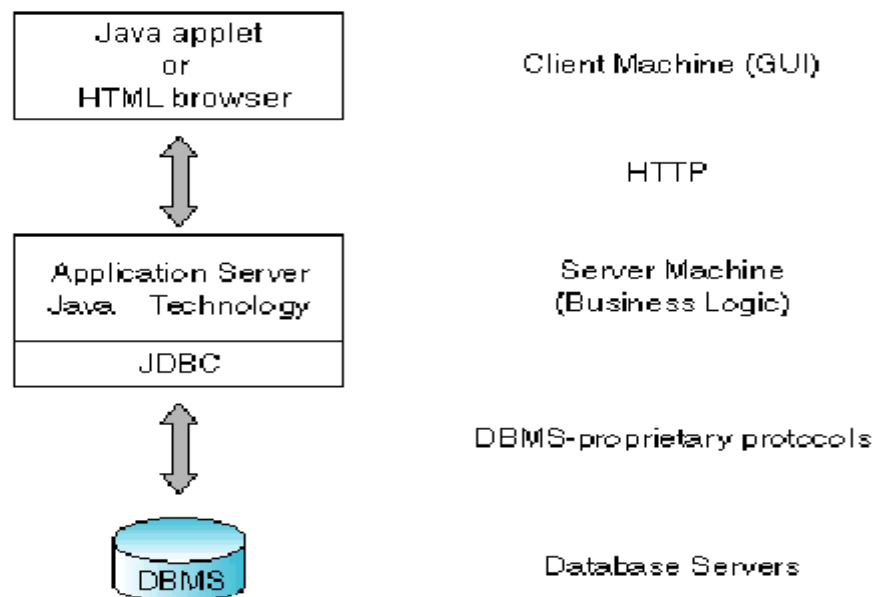 Java applet
or
HTML browser
Client Machine (GUI)
HTTP
Application Server
Java Technology
JDBC
Server Machine
(Business Logic)
DBMS-proprietary protocols
DBMS
Database Servers